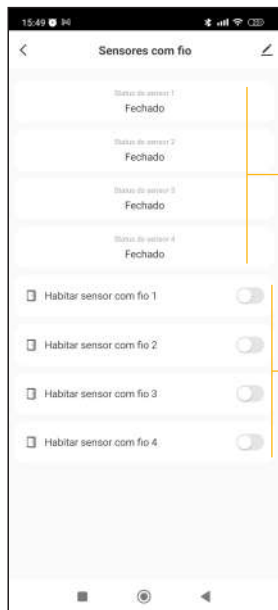 15:49
Sensores com fio
Status do sensor 1
Fechado
Status do sensor 2
Fechado
Status do sensor 3
Fechado
Status do sensor 4
Fechado
Habitar sensor com fio 1
Habitar sensor com fio 2
Habitar sensor com fio 3
Habitar sensor com fio 4